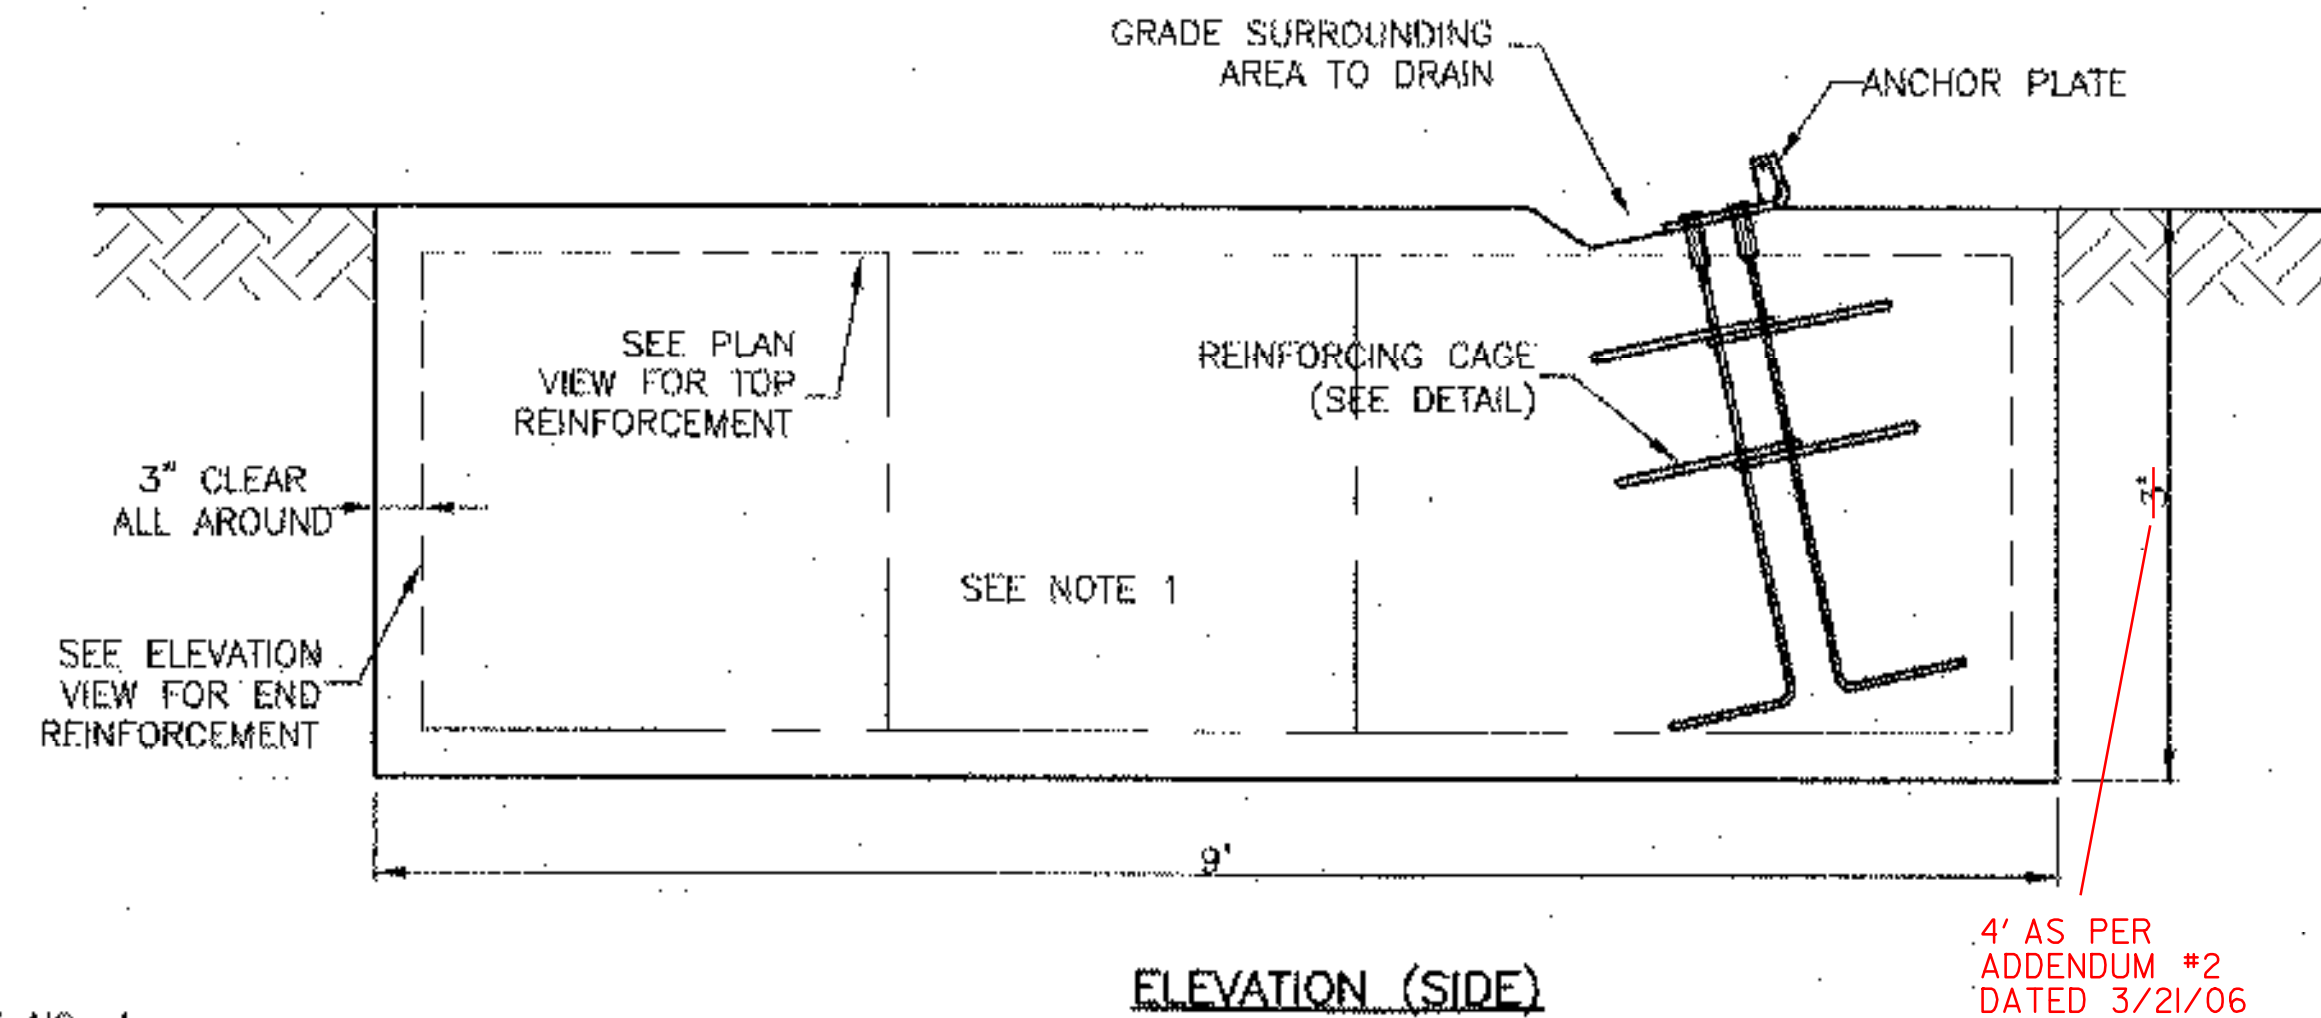 GRADE SURROUNDING
AREA TO DRAIN
ANCHOR PLATE
SEE PLAN
VIEW FOR TOP
REINFORCEMENT
REINFORCING CAGE
(SEE DETAIL)
3" CLEAR
ALL AROUND
SEE NOTE 1
SEE ELEVATION
VIEW FOR END
REINFORCEMENT
9'
4' AS PER
ADDENDUM #2
DATED 3/21/06
ELEVATION (SIDE)